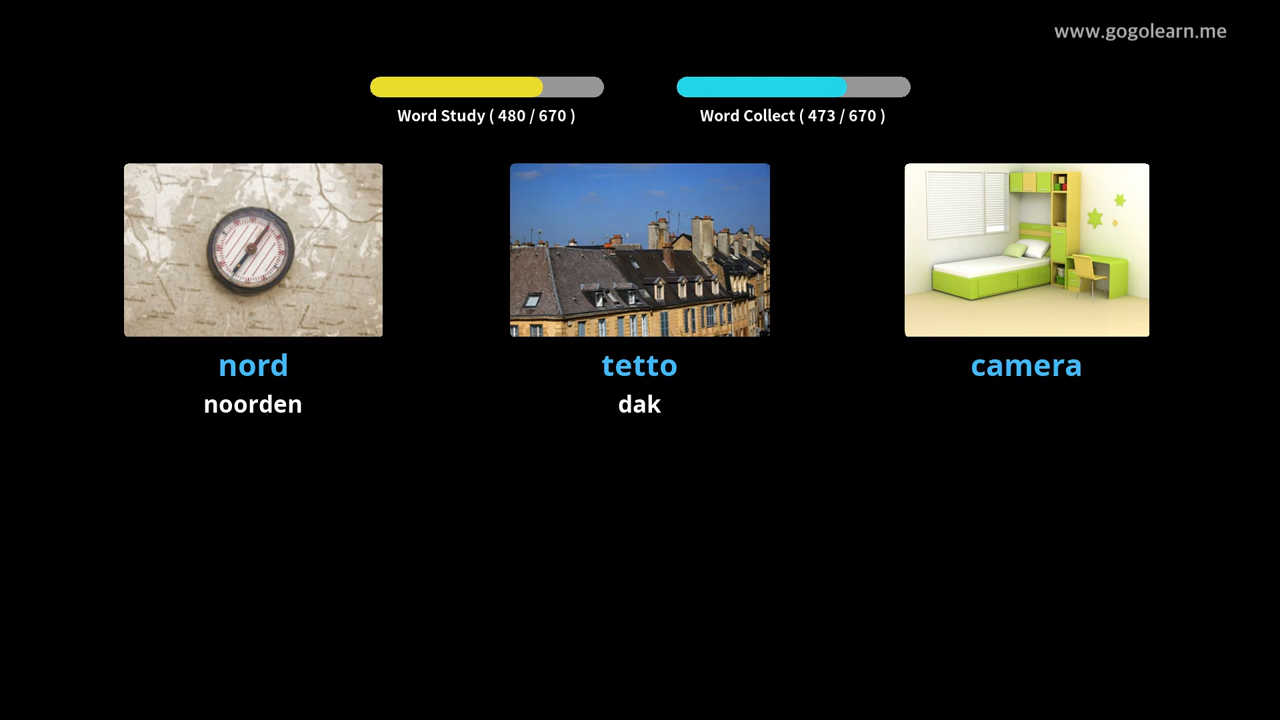 www.gogolearn.me
Word Study ( 480 / 670 )
Word Collect ( 473 / 670 )
nord
tetto
camera
noorden
dak